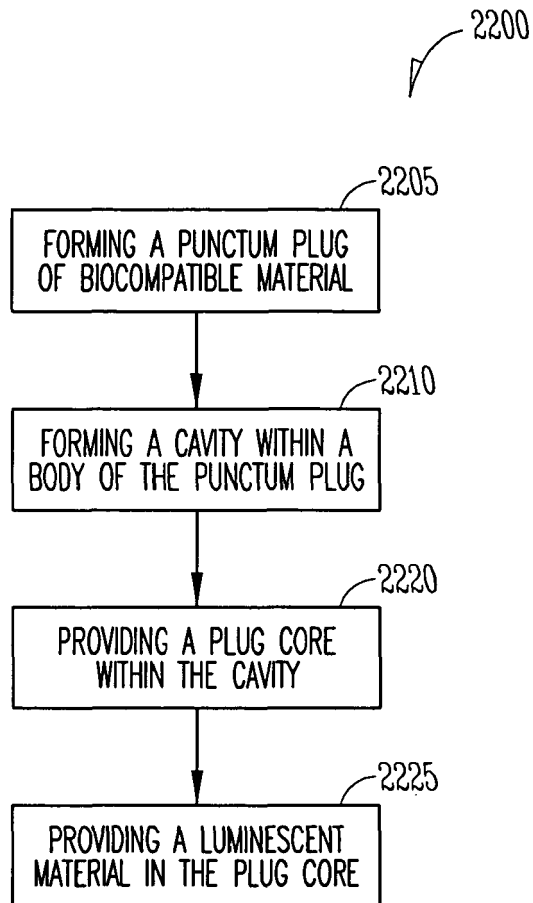 2200
2205
FORMING A PUNCTUM PLUG
OF BIOCOMPATIBLE MATERIAL
2210
FORMING A CAVITY WITHIN A
BODY OF THE PUNCTUM PLUG
2220
PROVIDING A PLUG CORE
WITHIN THE CAVITY
2225
PROVIDING A LUMINESCENT
MATERIAL IN THE PLUG CORE